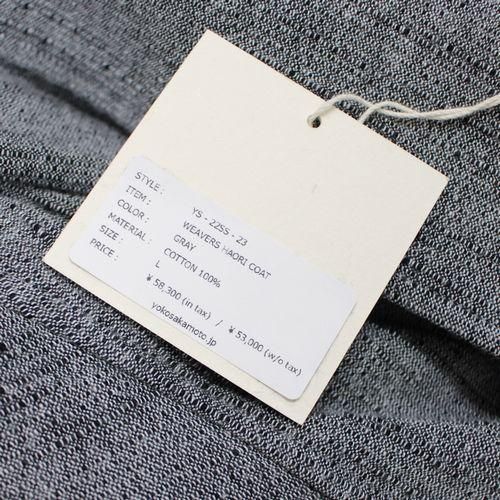 STYLE : YS - 22SS - 23
ITEM : WEAVERS HAORI COAT
COLOR : GRAY
MATERIAL : COTTON 100%
SIZE : L
PRICE : ¥ 58,300 (in tax) / ¥ 53,000 (w/o tax)
yokosakamoto.jp